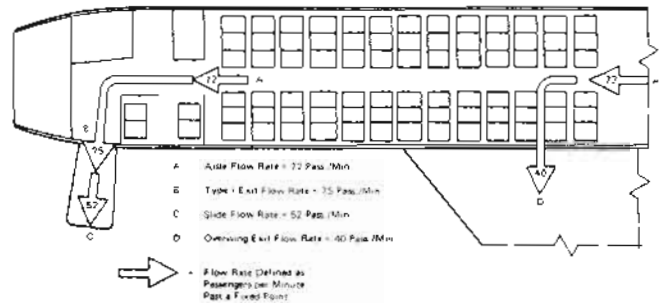 72
A
72
A
B
75
52
C
40
D
A Aisle Flow Rate = 72 Pass./Min
B Type I Exit Flow Rate = 75 Pass./Min
C Slide Flow Rate = 52 Pass./Min
D Overwing Exit Flow Rate = 40 Pass./Min
= Flow Rate Defined as
Passengers per Minute
Past a Fixed Point